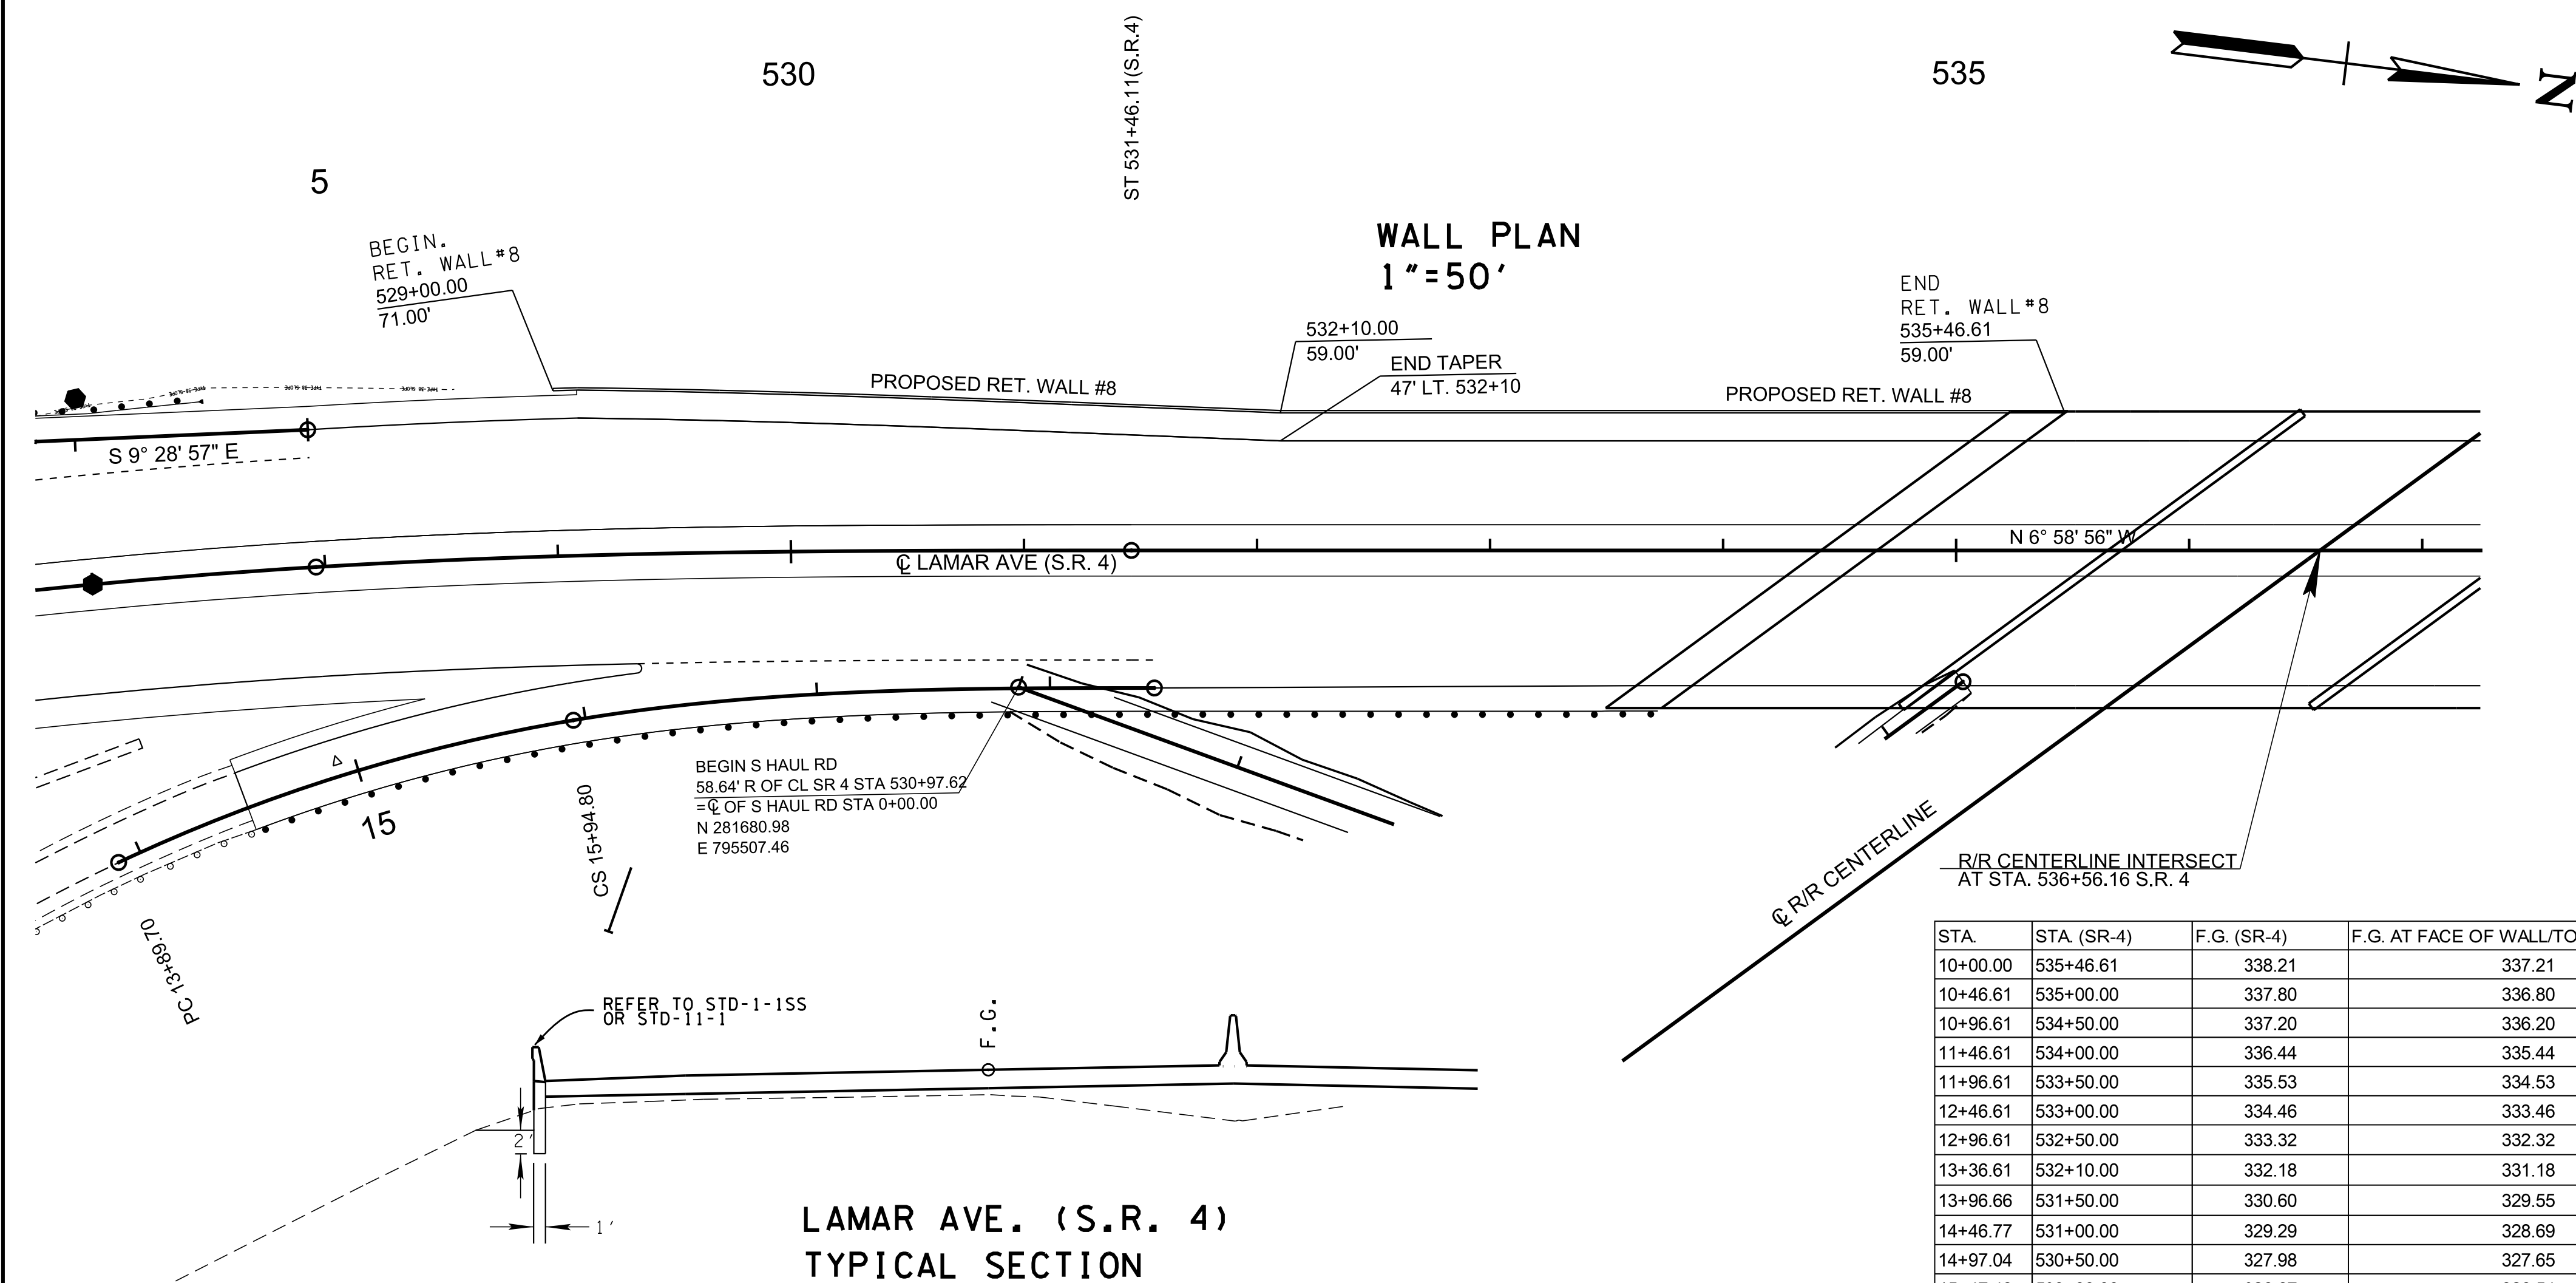 530
ST 531+46.11(S.R.4)
535
N
5
WALL PLAN
1"=50'
BEGIN.
RET. WALL#8
529+00.00
71.00'
532+10.00
59.00'
END TAPER
47' LT. 532+10
END
RET. WALL#8
535+46.61
59.00'
PROPOSED RET. WALL #8
PROPOSED RET. WALL #8
S 9° 28' 57" E
N 6° 58' 56" W
℄ LAMAR AVE (S.R. 4)
BEGIN S HAUL RD
58.64' R OF CL SR 4 STA 530+97.62
=℄ OF S HAUL RD STA 0+00.00
N 281680.98
E 795507.46
15
CS 15+94.80
PC 13+89.70
℄ R/R CENTERLINE
R/R CENTERLINE INTERSECT
AT STA. 536+56.16 S.R. 4
REFER TO STD-1-1SS
OR STD-11-1
F.G.
2'
1'
LAMAR AVE. (S.R. 4)
TYPICAL SECTION
STA. STA. (SR-4) F.G. (SR-4) F.G. AT FACE OF WALL/TO
10+00.00 535+46.61 338.21 337.21
10+46.61 535+00.00 337.80 336.80
10+96.61 534+50.00 337.20 336.20
11+46.61 534+00.00 336.44 335.44
11+96.61 533+50.00 335.53 334.53
12+46.61 533+00.00 334.46 333.46
12+96.61 532+50.00 333.32 332.32
13+36.61 532+10.00 332.18 331.18
13+96.66 531+50.00 330.60 329.55
14+46.77 531+00.00 329.29 328.69
14+97.04 530+50.00 327.98 327.65